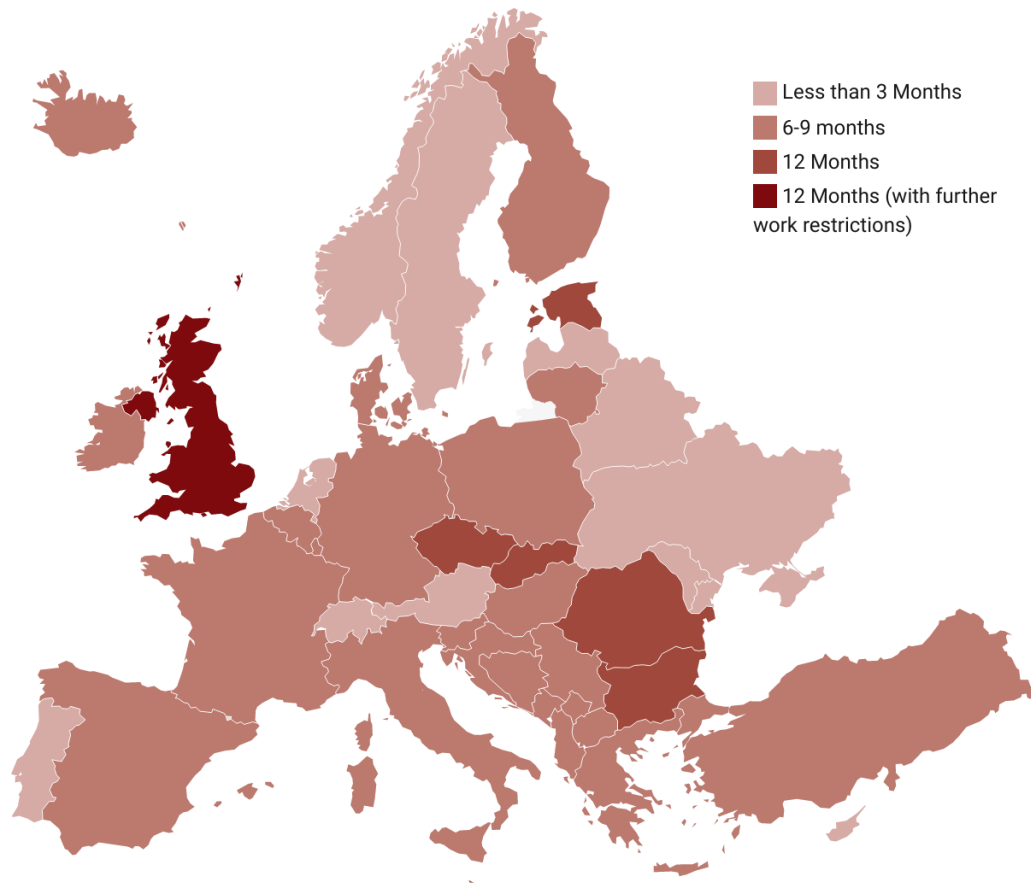 Less than 3 Months
6-9 months
12 Months
12 Months (with further
work restrictions)